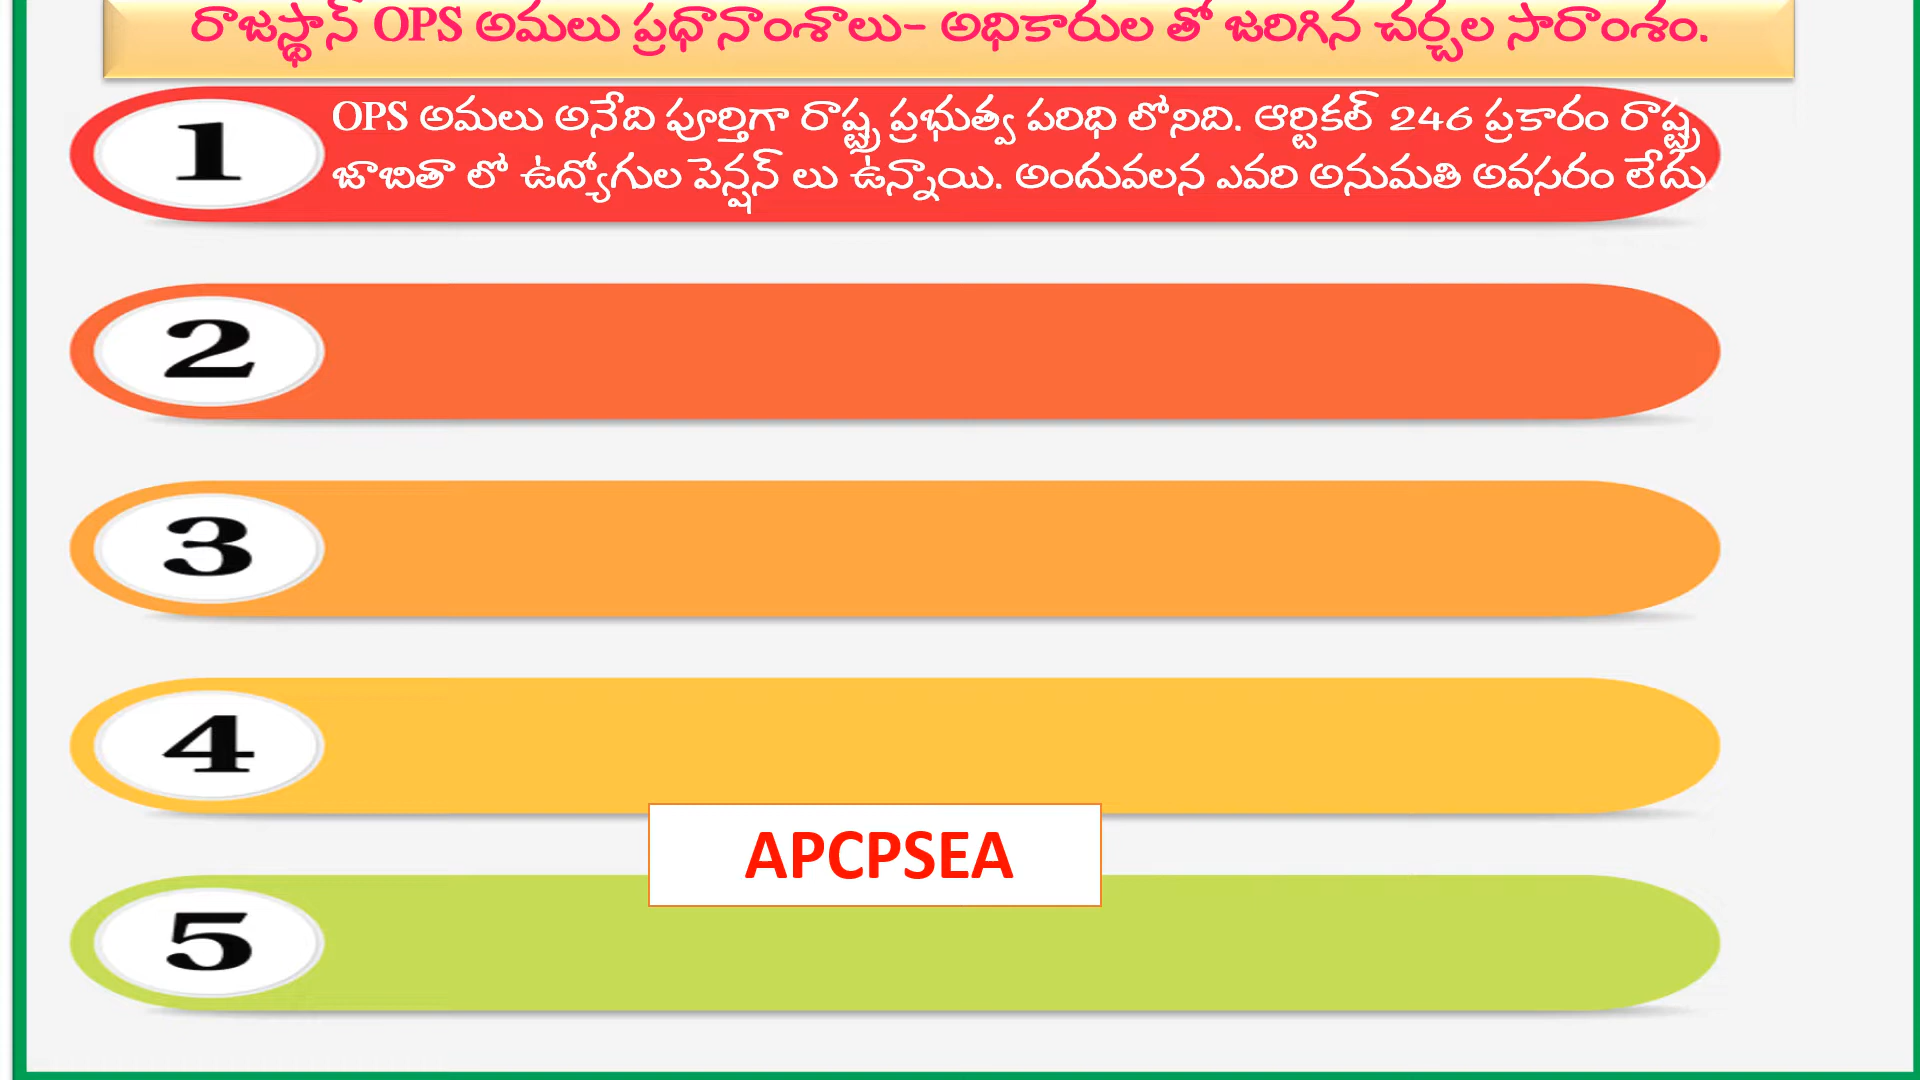 రాజస్థాన్ OPS అమలు ప్రధానాంశాలు- అధికారుల తో జరిగిన చర్చల సారాంశం.
1
OPS అమలు అనేది పూర్తిగా రాష్ట్ర ప్రభుత్వ పరిధి లోనిది. ఆర్టికల్ 246 ప్రకారం రాష్ట్ర
జాబితా లో ఉద్యోగుల పెన్షన్ లు ఉన్నాయి. అందువలన ఎవరి అనుమతి అవసరం లేదు.
2
3
4
APCPSEA
5